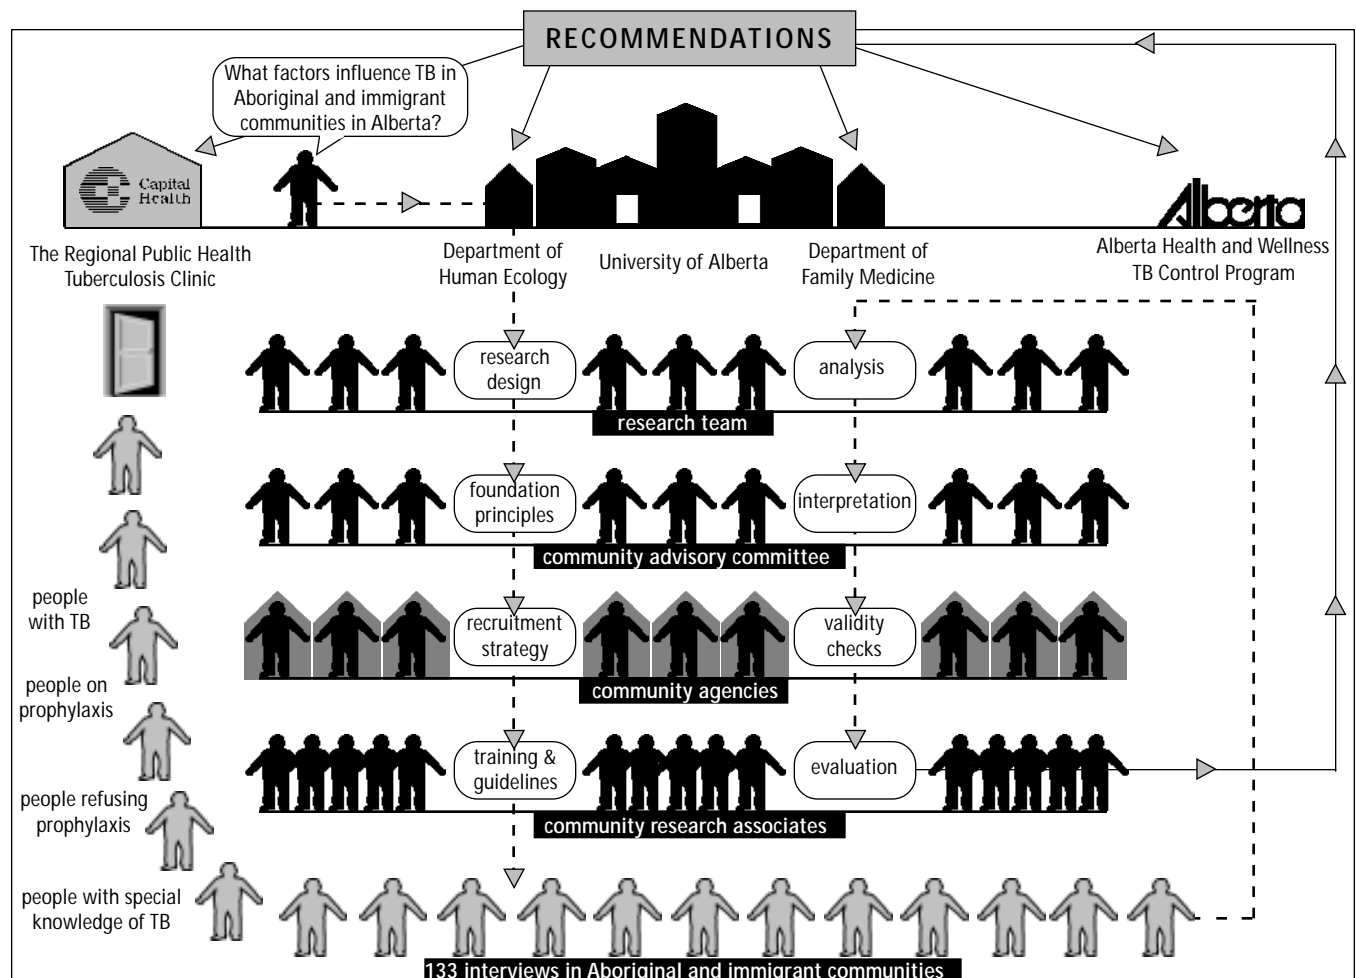 RECOMMENDATIONS
What factors influence TB in
Aboriginal and immigrant
communities in Alberta?
Capital
Health
Alberta
The Regional Public Health
Tuberculosis Clinic
Department of
Human Ecology
University of Alberta
Department of
Family Medicine
Alberta Health and Wellness
TB Control Program
research
design
analysis
research team
foundation
principles
interpretation
community advisory committee
people
with TB
recruitment
strategy
validity
checks
community agencies
people on
prophylaxis
training &
guidelines
evaluation
community research associates
people refusing
prophylaxis
people with special
knowledge of TB
133 interviews in Aboriginal and immigrant communities